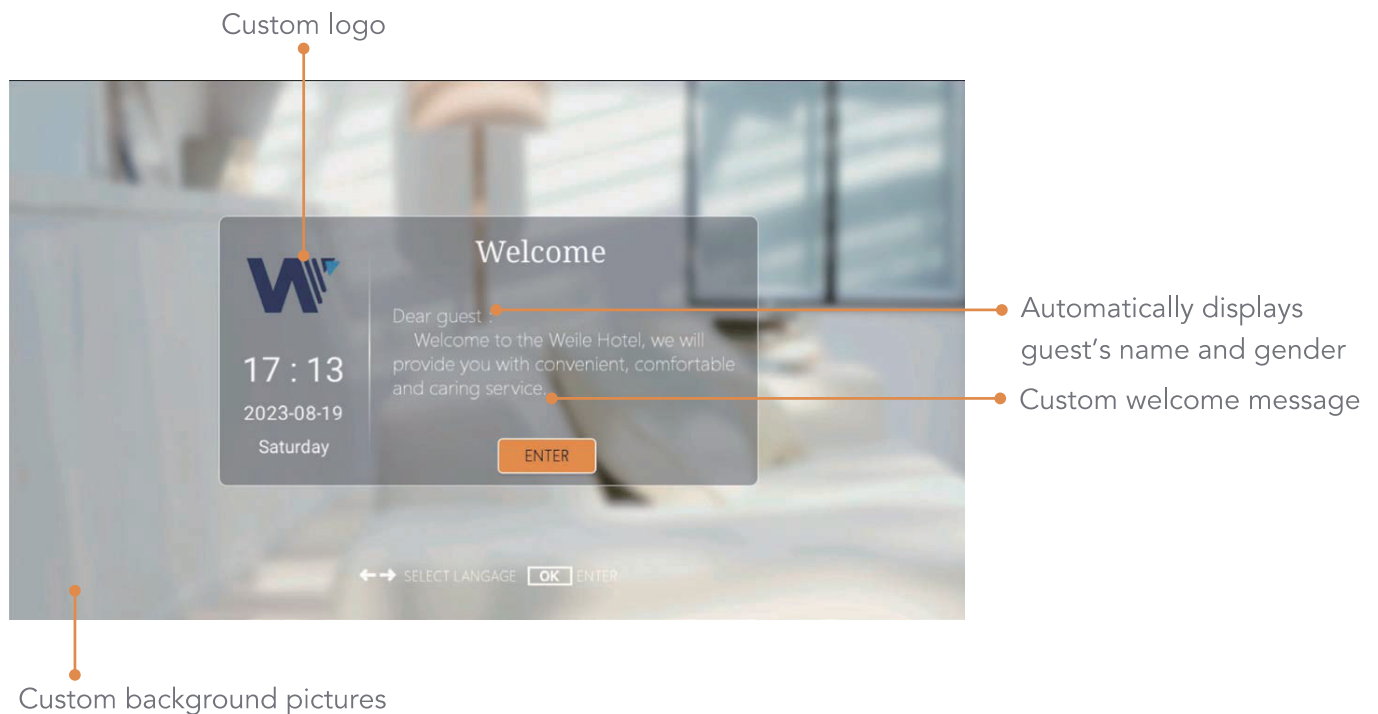 Custom logo
Welcome
Dear guest :
Welcome to the Weile Hotel, we will
provide you with convenient, comfortable
and caring service.
17 : 13
2023-08-19
Saturday
ENTER
SELECT LANGAGE OK ENTER
Automatically displays
guest's name and gender
Custom welcome message
Custom background pictures